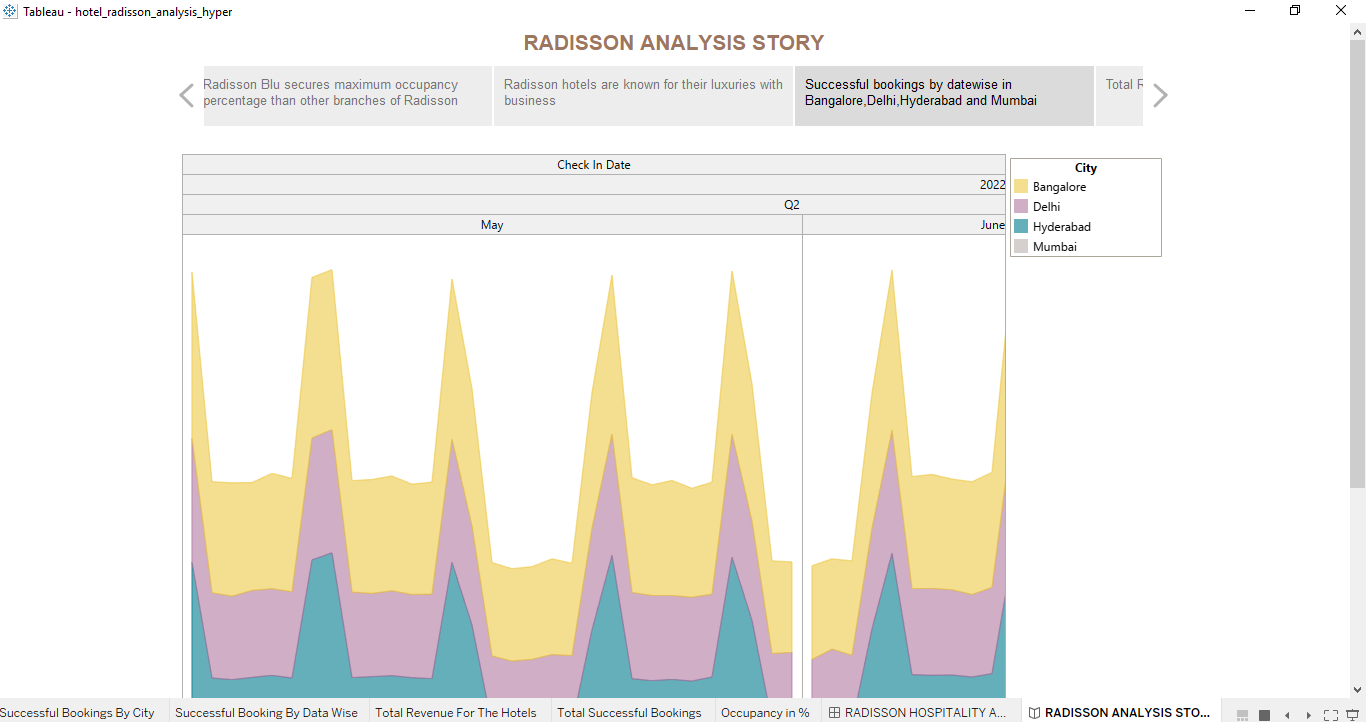 Tableau - hotel_radisson_analysis_hyper
RADISSON ANALYSIS STORY
Radisson Blu secures maximum occupancy
percentage than other branches of Radisson
Radisson hotels are known for their luxuries with
business
Successful bookings by datewise in
Bangalore,Delhi,Hyderabad and Mumbai
Total R
Check In Date
2022
Q2
May
June
City
Bangalore
Delhi
Hyderabad
Mumbai
Successful Bookings By City
Successful Booking By Data Wise
Total Revenue For The Hotels
Total Successful Bookings
Occupancy in %
RADISSON HOSPITALITY A...
RADISSON ANALYSIS STO...